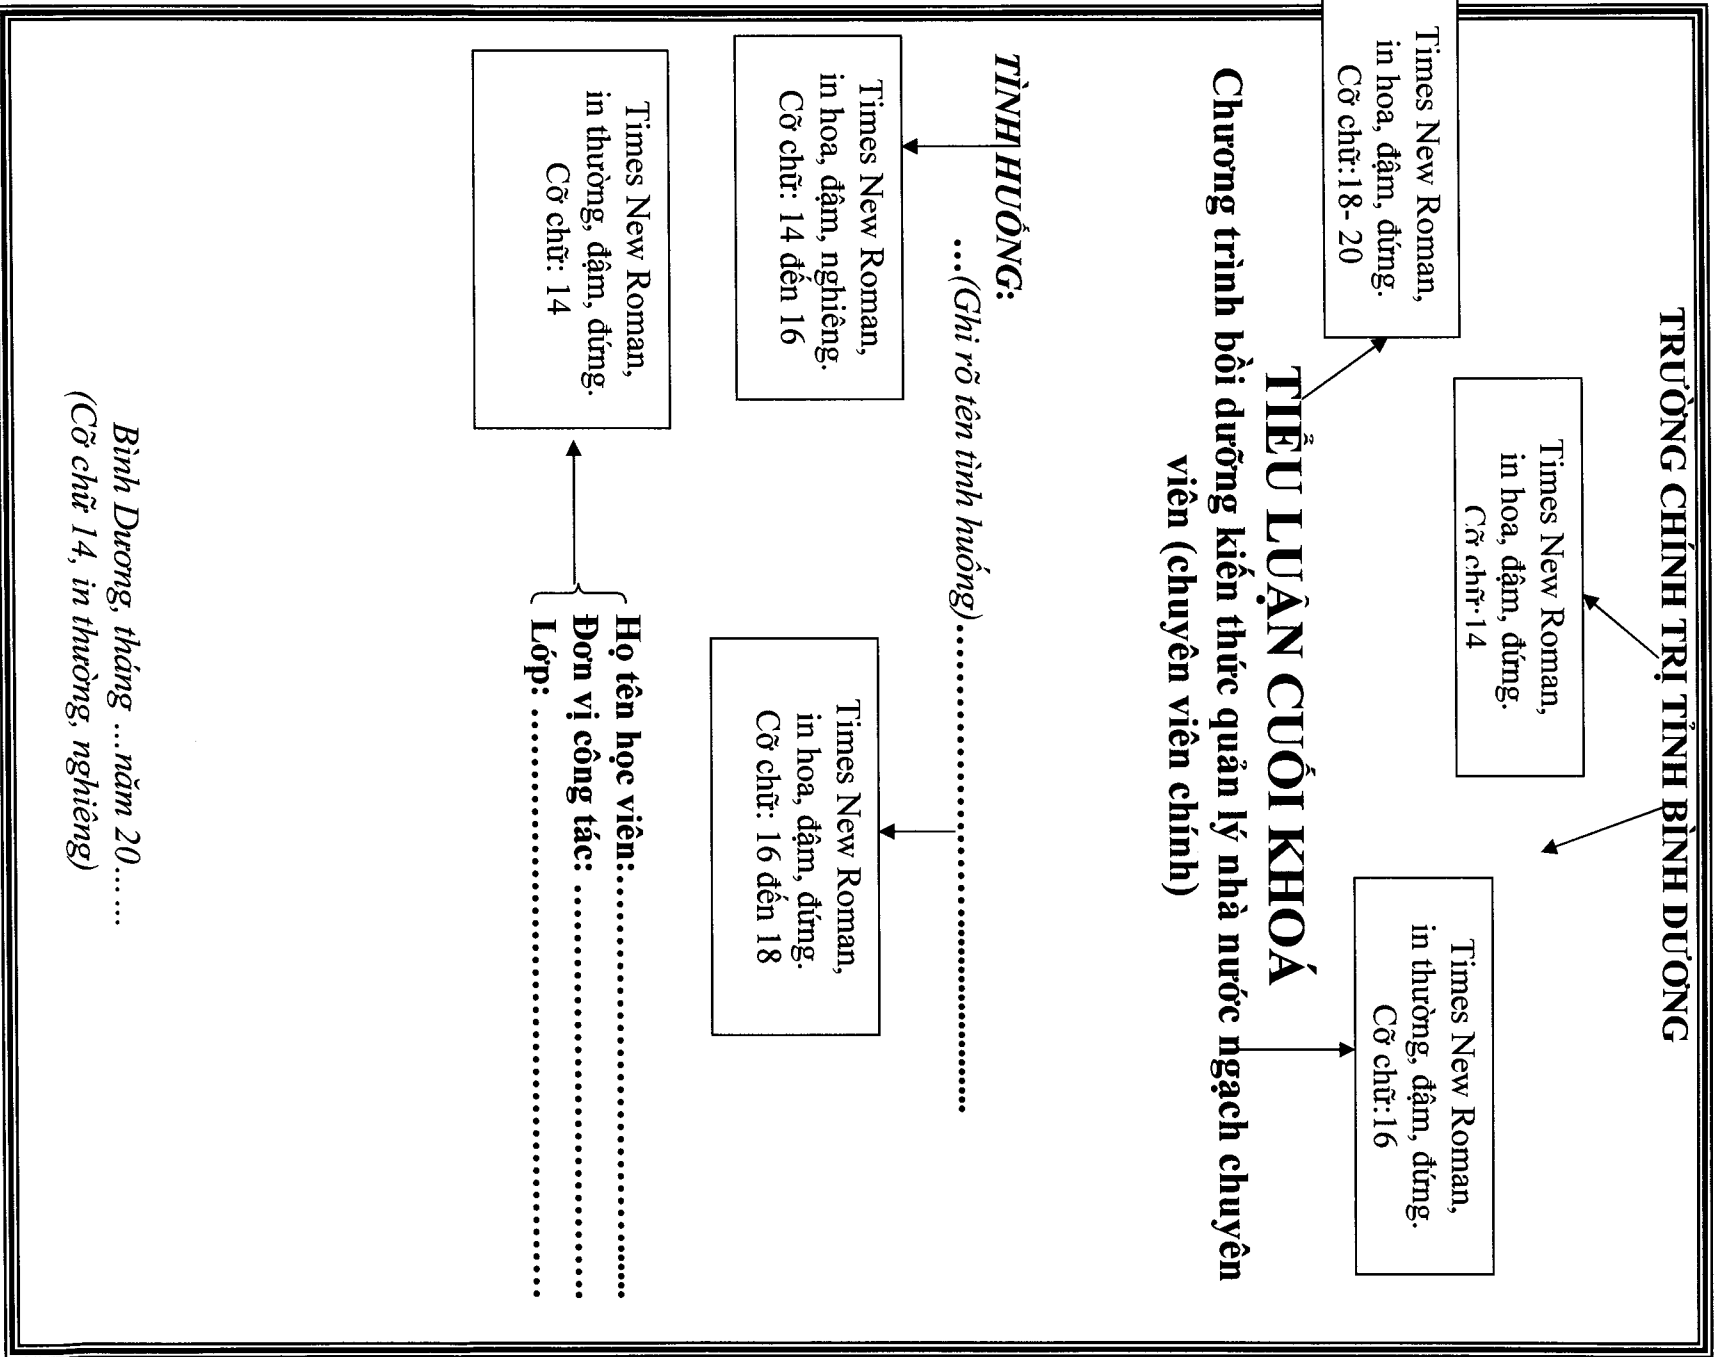 TRƯỜNG CHÍNH TRỊ TỈNH BÌNH DƯƠNG
Times New Roman,
in hoa, đậm, đứng.
Cỡ chữ:14
Times New Roman,
in hoa, đậm, đứng.
Cỡ chữ:18- 20
Times New Roman,
in thường, đậm, đứng.
Cỡ chữ:16
TIỂU LUẬN CUỐI KHOÁ
Chương trình bồi dưỡng kiến thức quản lý nhà nước ngạch chuyên
viên (chuyên viên chính)
TÌNH HUỐNG:
...(Ghi rõ tên tình huống)....................................................
Times New Roman,
in hoa, đậm, nghiêng.
Cỡ chữ: 14 đến 16
Times New Roman,
in hoa, đậm, đứng.
Cỡ chữ: 16 đến 18
Times New Roman,
in thường, đậm, đứng.
Cỡ chữ: 14
Họ tên học viên:..........................................
Đơn vị công tác: ........................................
Lớp: .....................................................
Bình Dương, tháng ...năm 20......
(Cỡ chữ 14, in thường, nghiêng)